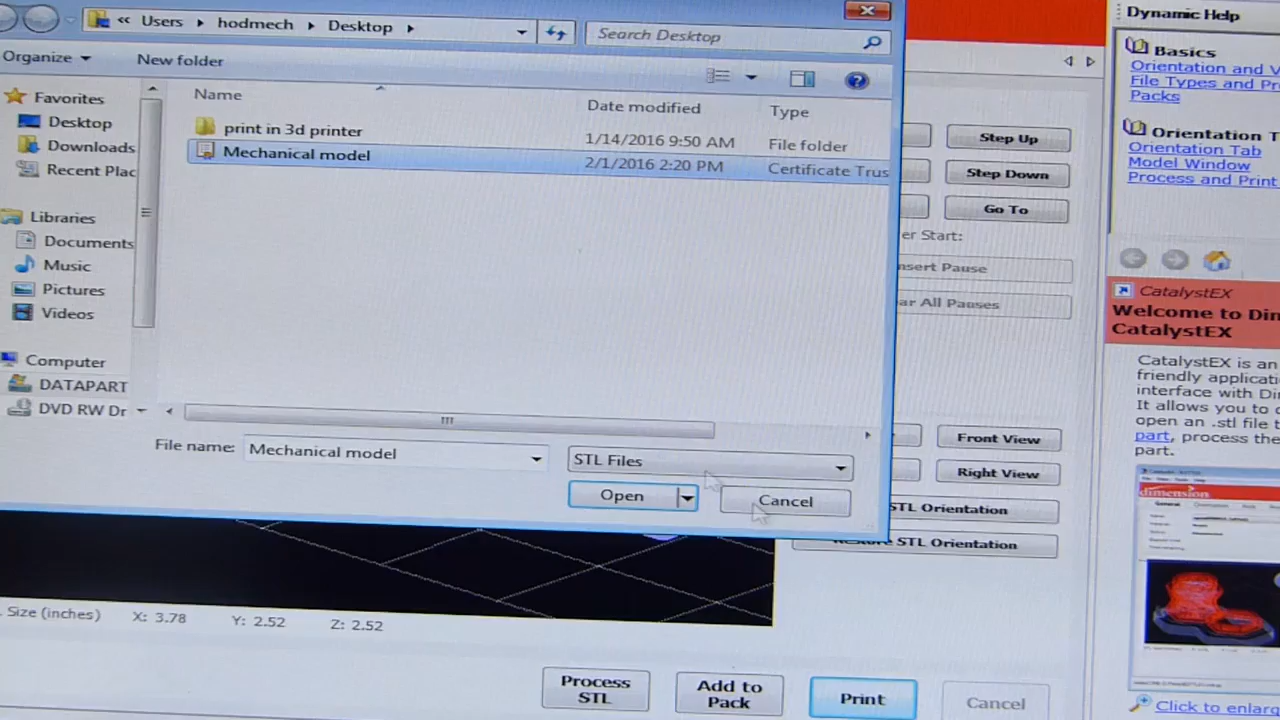 « Users ▸ hodmech ▸ Desktop ▸
Search Desktop
Organize
New folder
Favorites
Desktop
Downloads
Recent Plac
Libraries
Documents
Music
Pictures
Videos
Computer
DATAPART
DVD RW Dr
Name
Date modified
Type
print in 3d printer
1/14/2016 9:50 AM
File folder
Mechanical model
2/1/2016 2:20 PM
Certificate Trus
File name:
Mechanical model
STL Files
Open
Cancel
Step Up
Step Down
Go To
er Start:
nsert Pause
ar All Pauses
Front View
Right View
STL Orientation
STL Orientation
. Size (inches)
X: 3.78
Y: 2.52
Z: 2.52
Process
STL
Add to
Pack
Print
Cancel
Dynamic Help
Basics
Orientation and V
File Types and Pr
Packs
Orientation T
Orientation Tab
Model Window
Process and Print
CatalystEX
Welcome to Dim
CatalystEX
CatalystEX is an
friendly applicati
interface with Di
It allows you to
open an .stl file
part, process the
part.
dimension
Click to enlarg